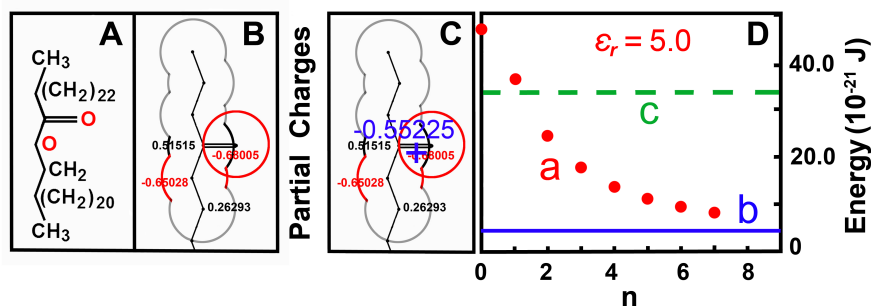 A
CH3
(CH2)22
O
O
CH2
(CH2)20
CH3
B
0.51515
-0.68005
-0.65028
0.26293
Partial Charges
C
-0.55225
0.51515
-0.68005
-0.65028
0.26293
D
εr = 5.0
c
a
b
40.0
20.0
0
Energy (10-21 J)
0 2 4 6 8
n